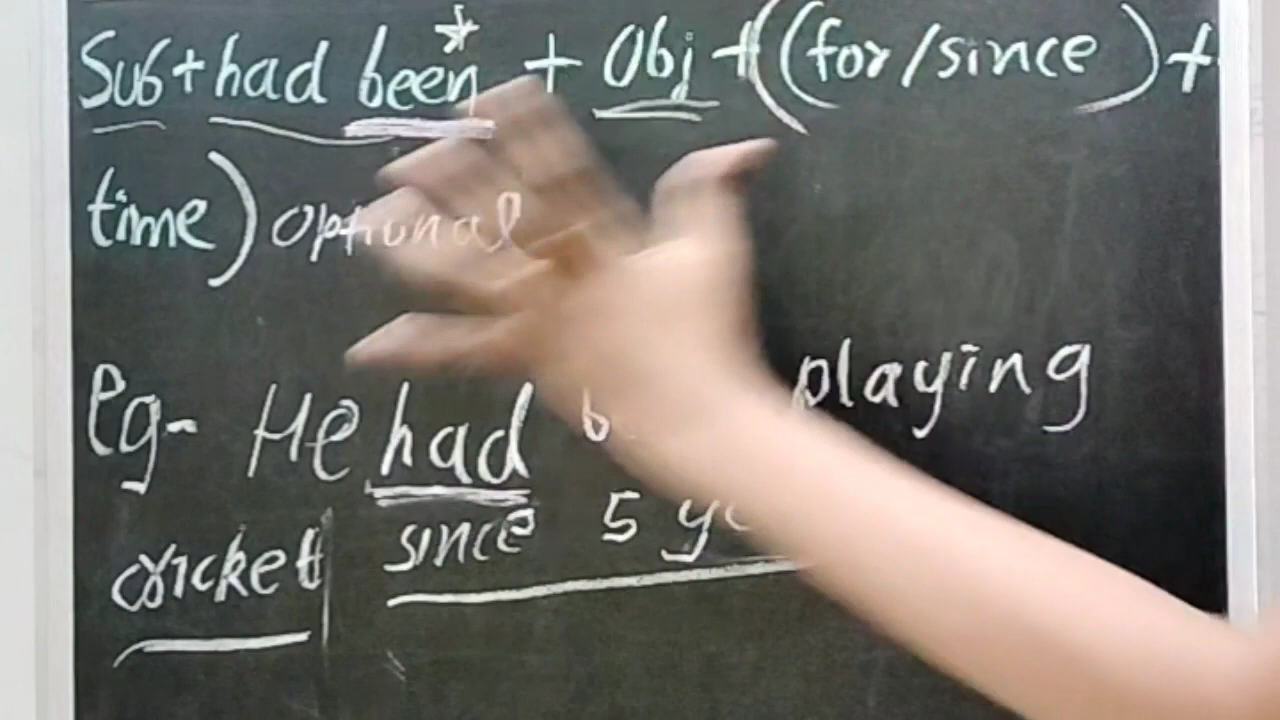 Sub + had been* + Obj + ((for/since) +
time) optional
eg- He had playing
cricket since 5